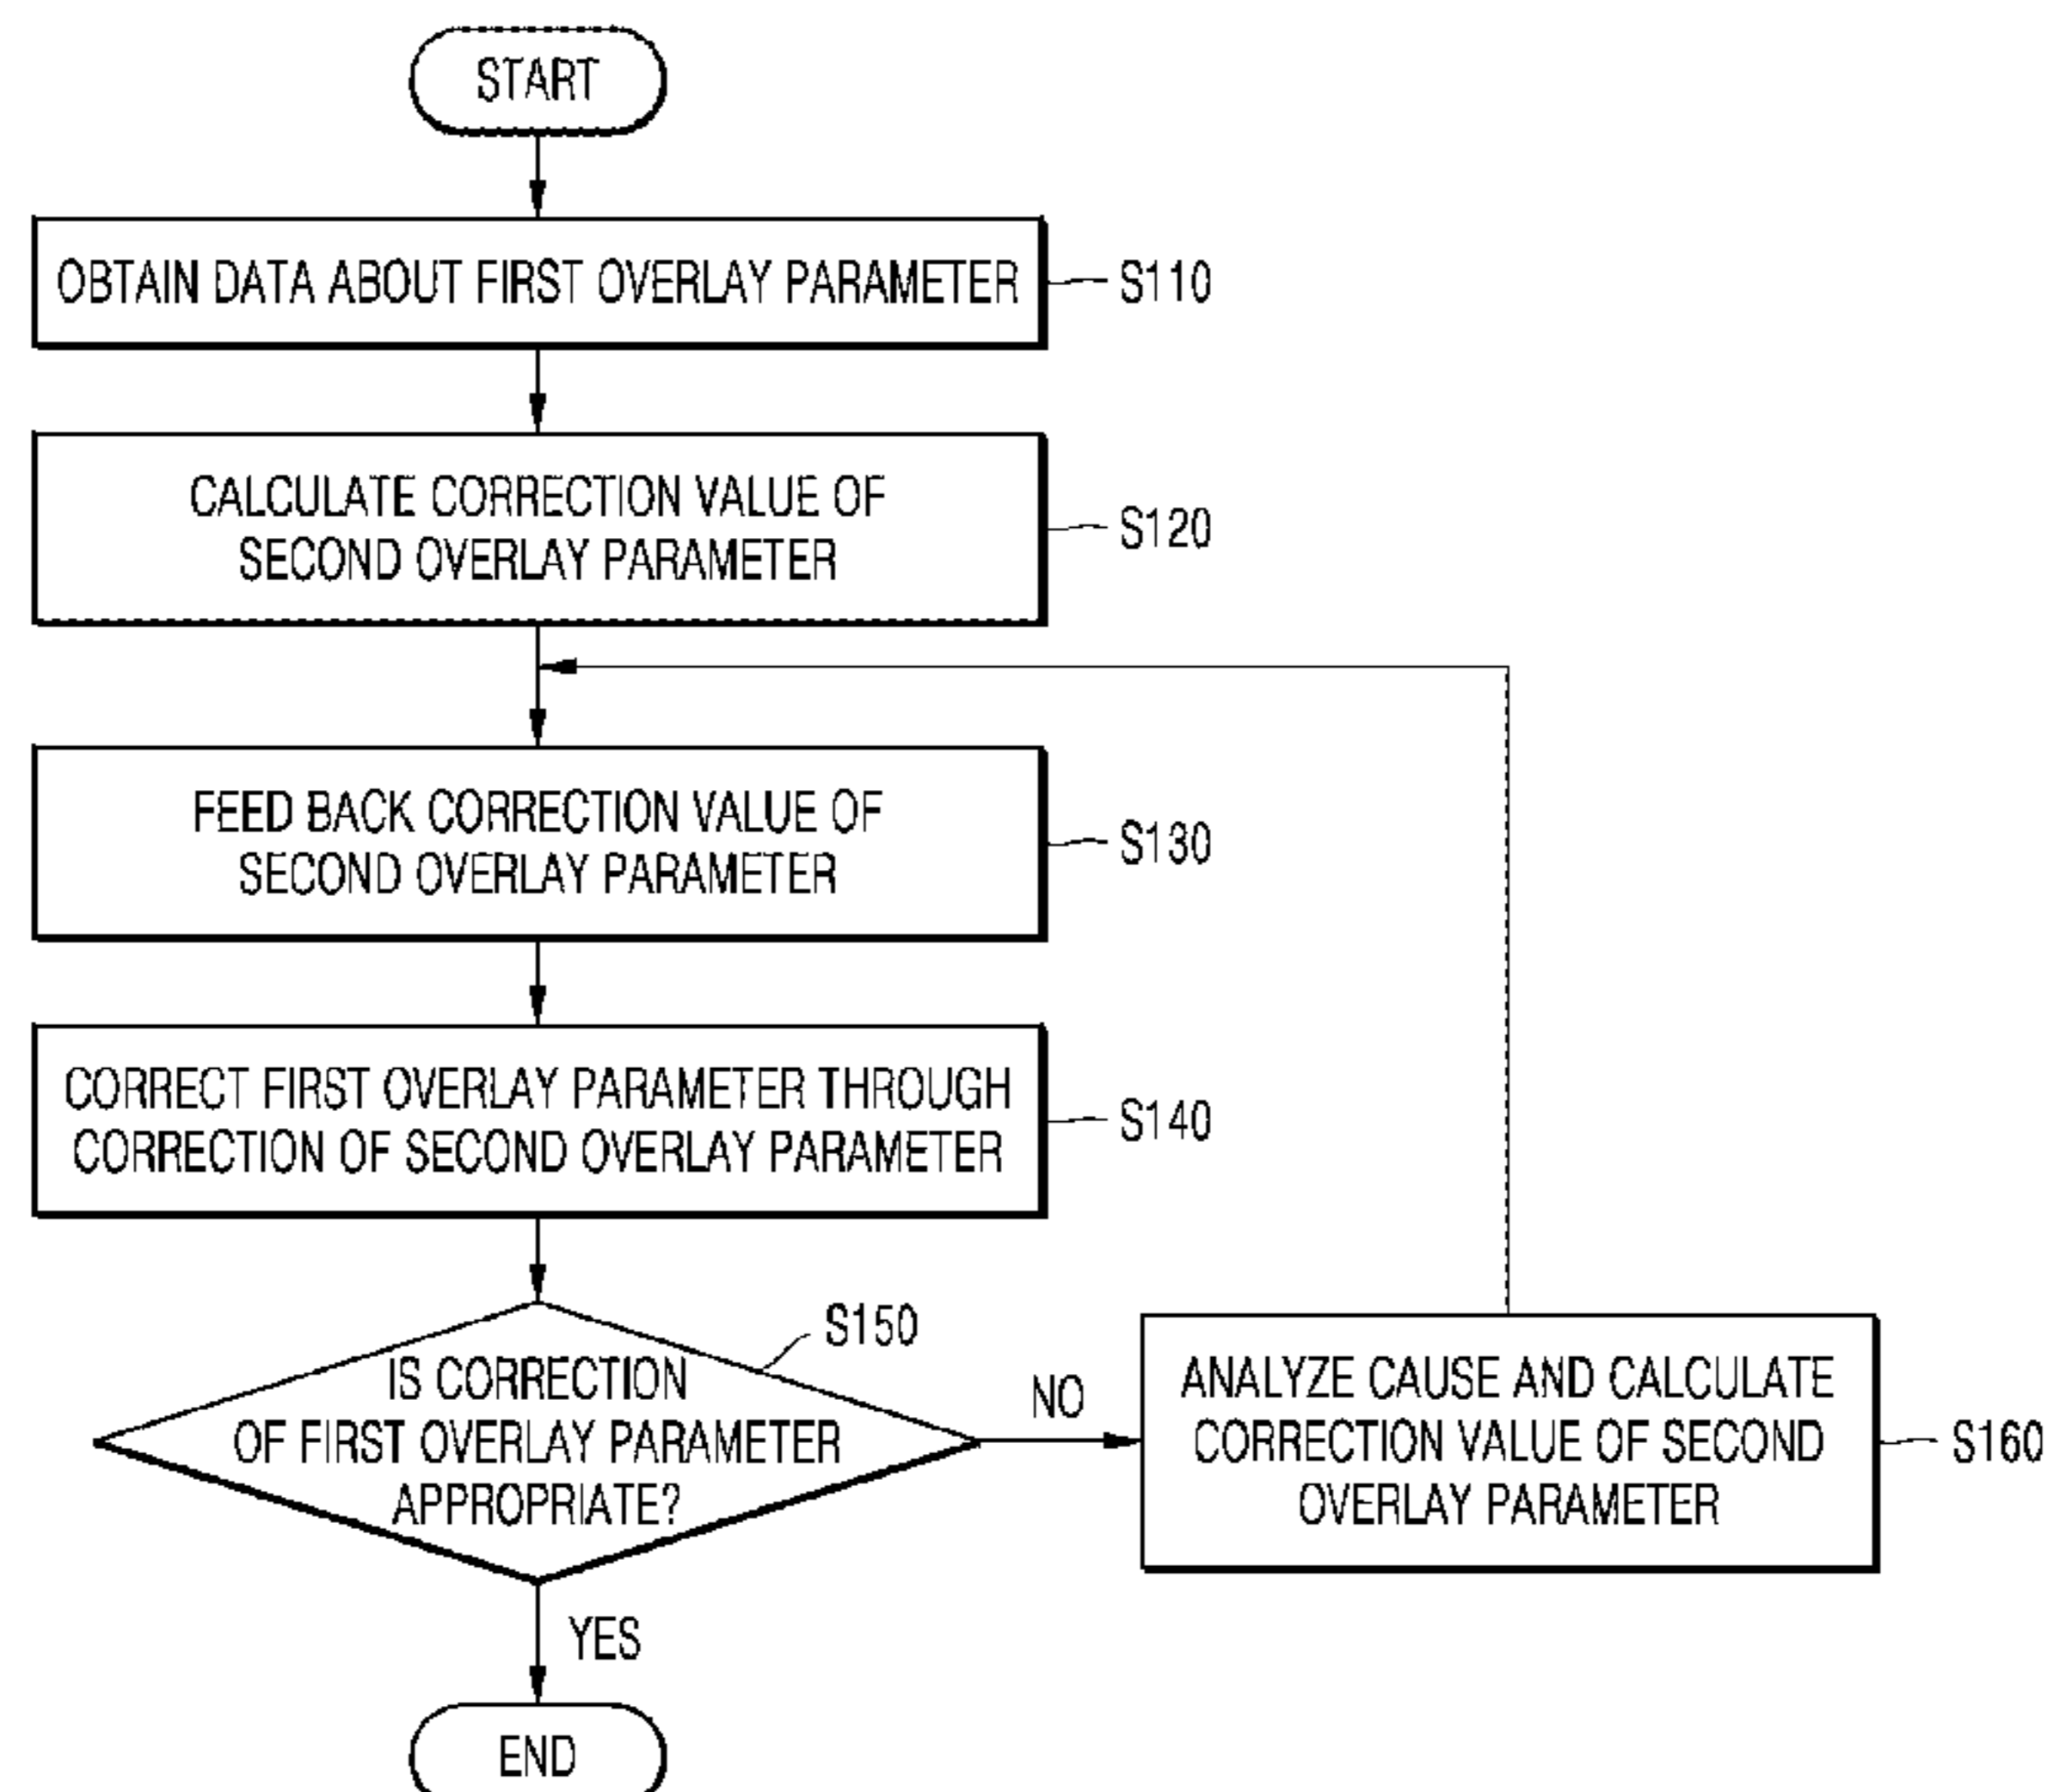 START
OBTAIN DATA ABOUT FIRST OVERLAY PARAMETER
S110
CALCULATE CORRECTION VALUE OF
SECOND OVERLAY PARAMETER
S120
FEED BACK CORRECTION VALUE OF
SECOND OVERLAY PARAMETER
S130
CORRECT FIRST OVERLAY PARAMETER THROUGH
CORRECTION OF SECOND OVERLAY PARAMETER
S140
S150
IS CORRECTION
OF FIRST OVERLAY PARAMETER
APPROPRIATE?
NO
ANALYZE CAUSE AND CALCULATE
CORRECTION VALUE OF SECOND
OVERLAY PARAMETER
S160
YES
END